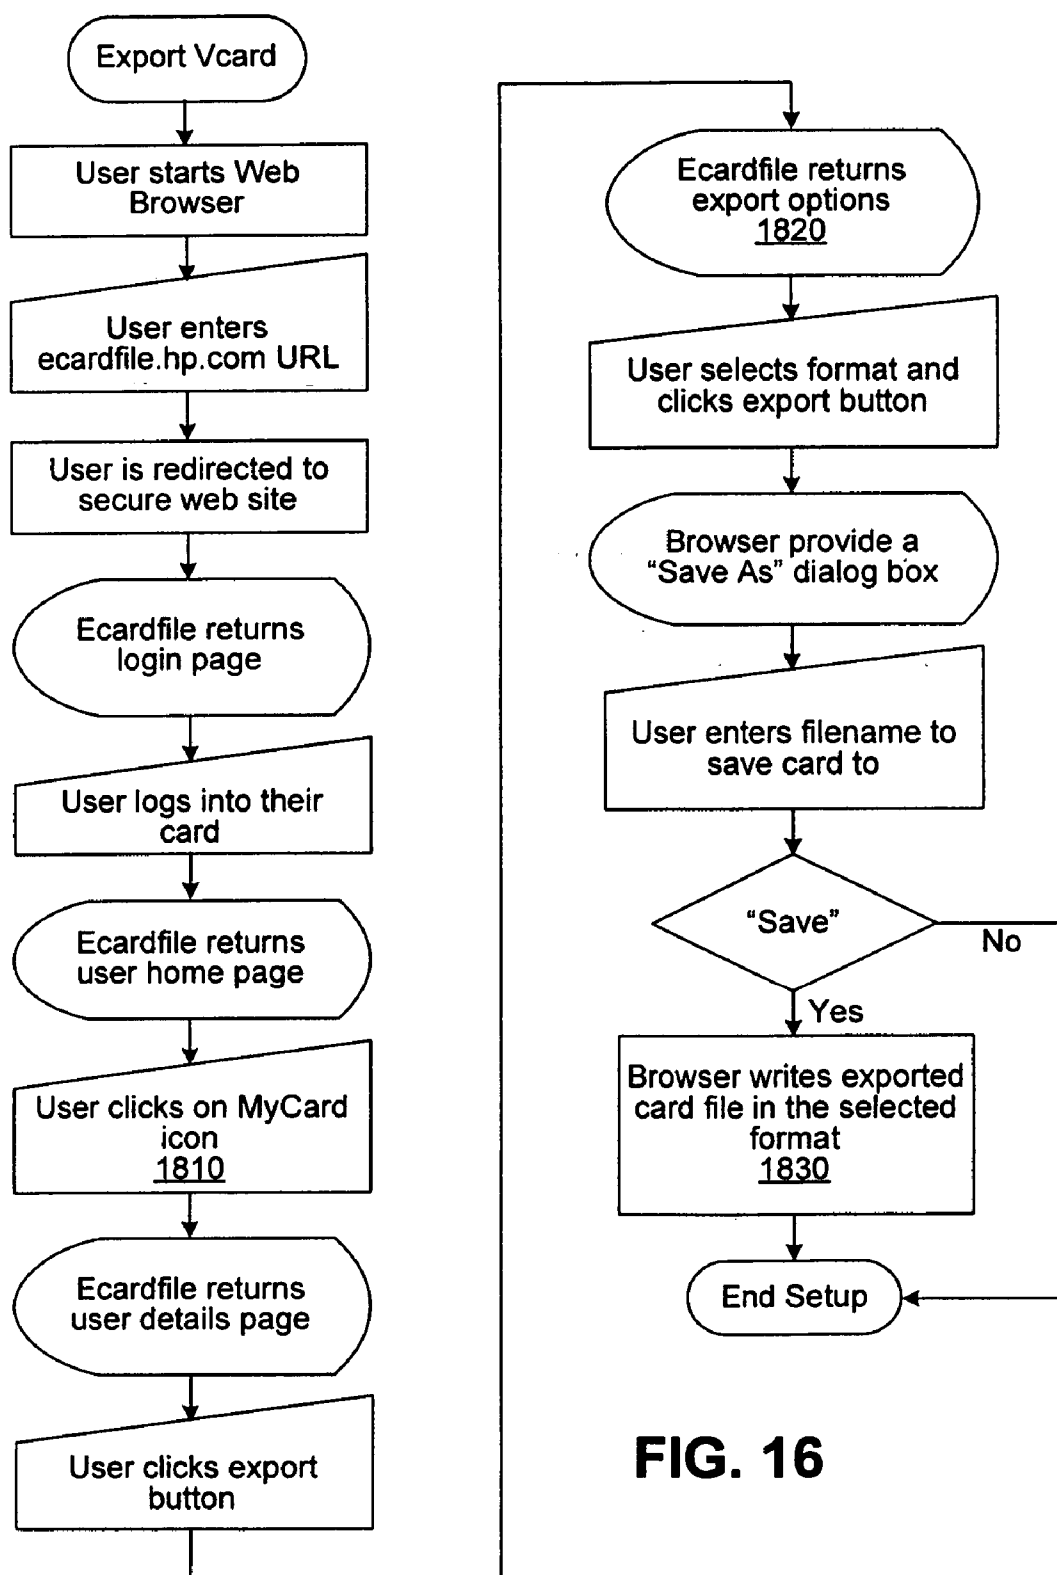 Export Vcard
User starts Web
Browser
User enters
ecardfile.hp.com URL
User is redirected to
secure web site
Ecardfile returns
login page
User logs into their
card
Ecardfile returns
user home page
User clicks on MyCard
icon
1810
Ecardfile returns
user details page
User clicks export
button
Ecardfile returns
export options
1820
User selects format and
clicks export button
Browser provide a
“Save As” dialog box
User enters filename to
save card to
“Save”
No
Yes
Browser writes exported
card file in the selected
format
1830
End Setup
FIG. 16